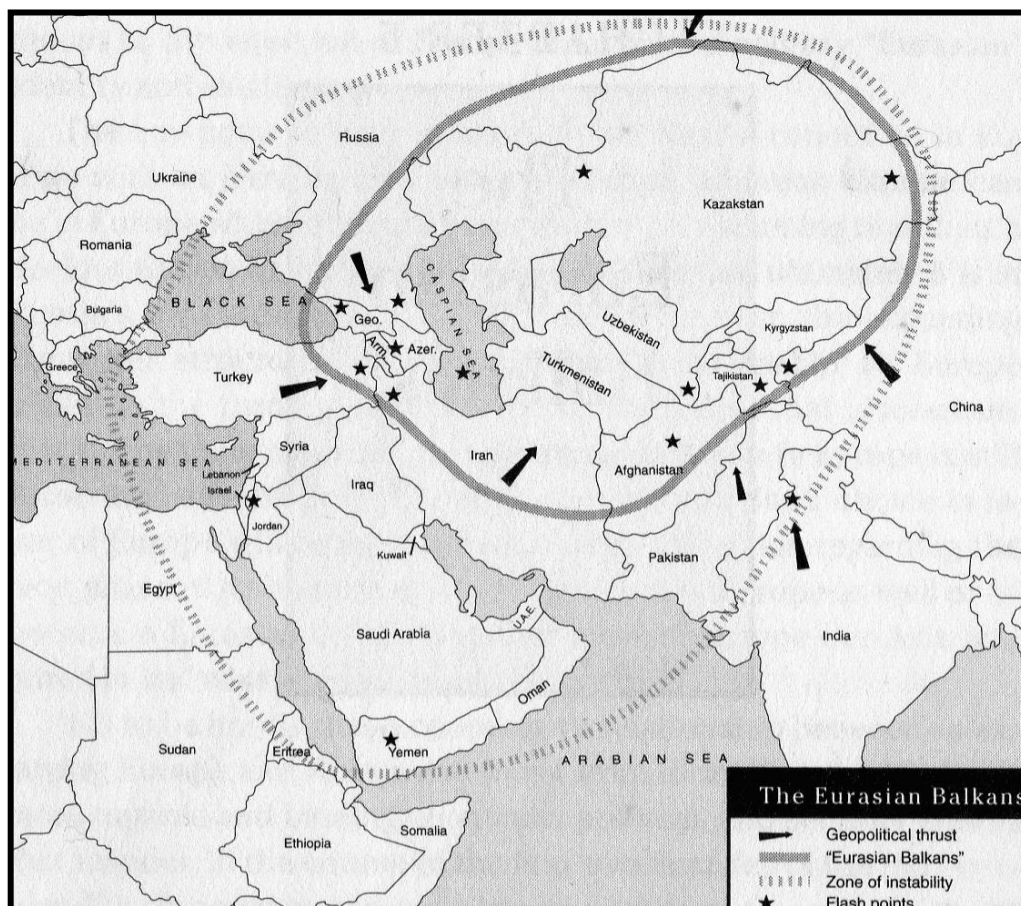 Russia
Ukraine
Kazakstan
Romania
BLACK SEA
CASPIAN SEA
Bulgaria
Geo.
Uzbekistan
Kyrgyzstan
Arm.
Azer.
Greece
Turkey
Turkmenistan
Tajikistan
China
Syria
Iran
MEDITERRANEAN SEA
Lebanon
Afghanistan
Israel
Iraq
Jordan
Kuwait
Pakistan
Egypt
U.A.E.
Saudi Arabia
India
Oman
Sudan
Eritrea
Yemen
ARABIAN SEA
Somalia
Ethiopia
The Eurasian Balkans
Geopolitical thrust
"Eurasian Balkans"
Zone of instability
Flash points